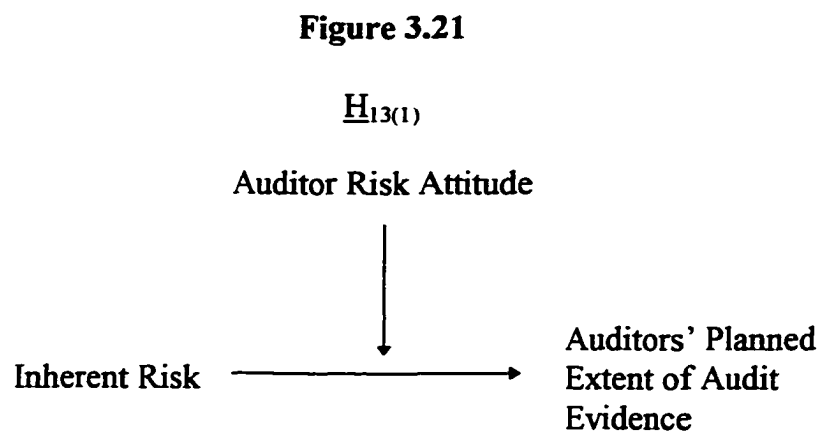 Figure 3.21
H13(1)
Auditor Risk Attitude
Inherent Risk
Auditors' Planned
Extent of Audit
Evidence